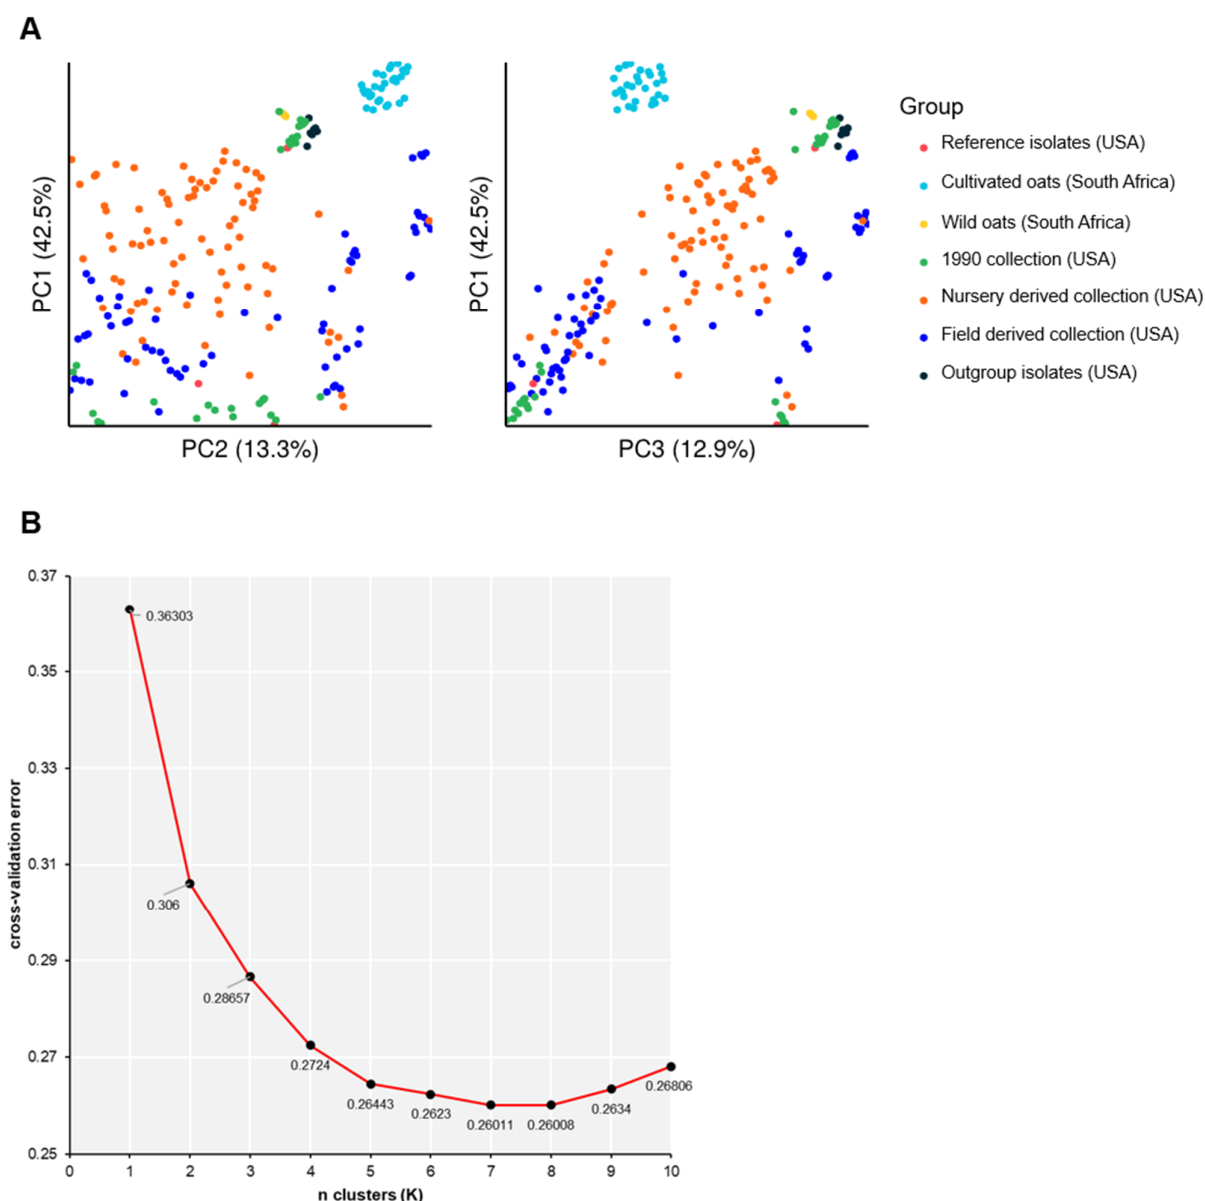 A
PC1 (42.5%)
PC2 (13.3%)
PC1 (42.5%)
PC3 (12.9%)
Group
Reference isolates (USA)
Cultivated oats (South Africa)
Wild oats (South Africa)
1990 collection (USA)
Nursery derived collection (USA)
Field derived collection (USA)
Outgroup isolates (USA)
B
cross-validation error
0.37
0.35
0.33
0.31
0.29
0.27
0.25
0.36303
0.306
0.28657
0.2724
0.26443
0.2623
0.26011
0.26008
0.2634
0.26806
0 1 2 3 4 5 6 7 8 9 10
n clusters (K)